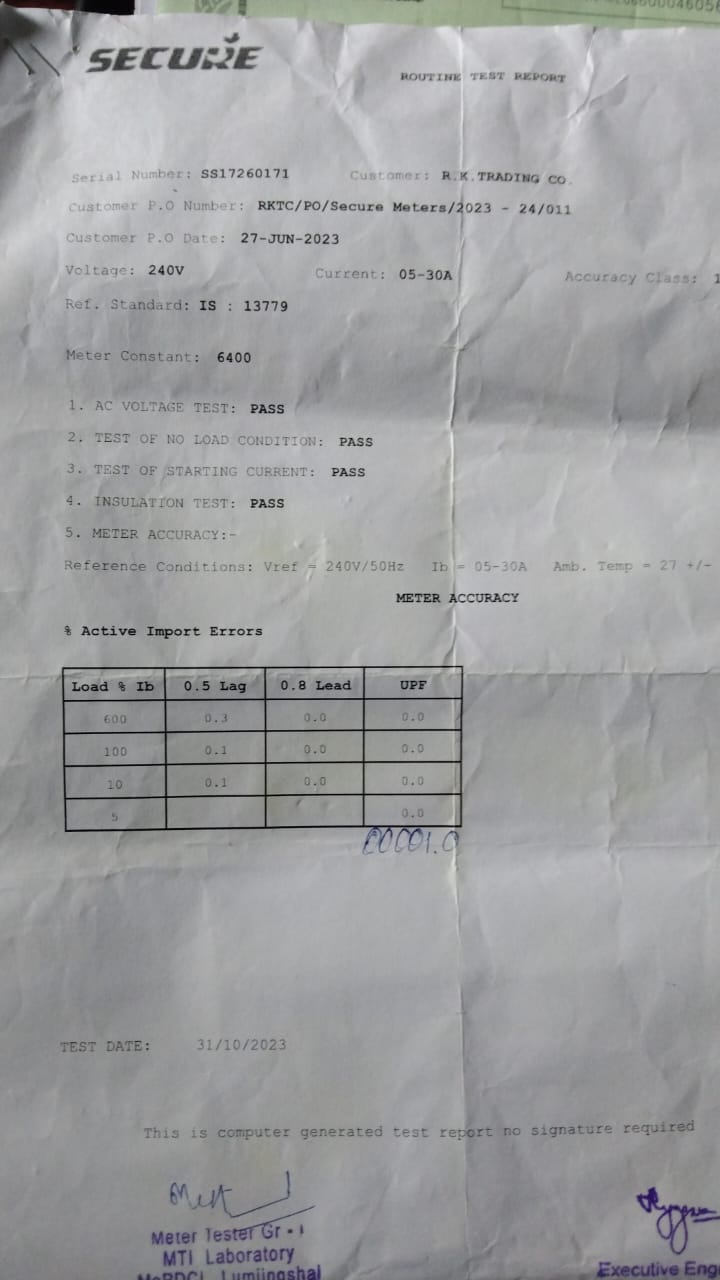 SECURE
ROUTINE TEST REPORT
Serial Number: SS17260171 Customer: R.K.TRADING CO.
Customer P.O Number: RKTC/PO/Secure Meters/2023 - 24/011
Customer P.O Date: 27-JUN-2023
Voltage: 240V Current: 05-30A Accuracy Class: 1
Ref. Standard: IS : 13779
Meter Constant: 6400
1. AC VOLTAGE TEST: PASS
2. TEST OF NO LOAD CONDITION: PASS
3. TEST OF STARTING CURRENT: PASS
4. INSULATION TEST: PASS
5. METER ACCURACY:-
Reference Conditions: Vref = 240V/50Hz Ib = 05-30A Amb. Temp = 27 +/-
METER ACCURACY
% Active Import Errors
Load % Ib 0.5 Lag 0.8 Lead UPF
600 0.3 0.0 0.0
100 0.1 0.0 0.0
10 0.1 0.0 0.0
5 0.0
00001.0
TEST DATE: 31/10/2023
This is computer generated test report no signature required
Meter Tester Gr - I
MTI Laboratory
Executive Eng